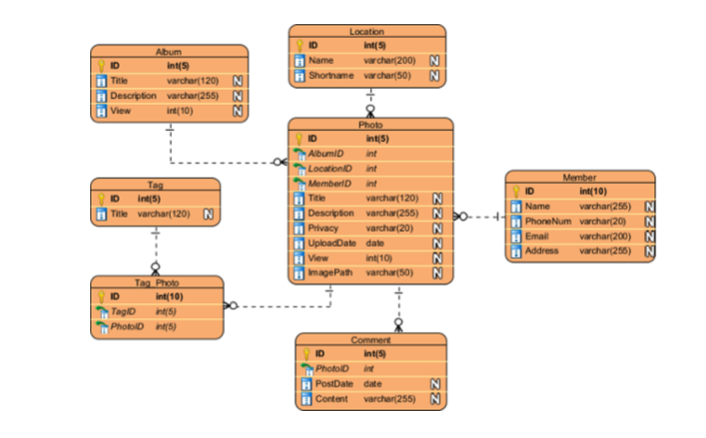 Location
ID int(5)
Name varchar(200) N
Shortname varchar(50) N
Album
ID int(5)
Title varchar(120) N
Description varchar(255) N
View int(10) N
Photo
ID int(5)
AlbumID int
LocationID int
MemberID int
Title varchar(120) N
Description varchar(255) N
Privacy varchar(20) N
UploadDate date N
View int(10) N
ImagePath varchar(50) N
Member
ID int(10)
Name varchar(255) N
PhoneNum varchar(20) N
Email varchar(200) N
Address varchar(255) N
Tag
ID int(5)
Title varchar(120) N
Tag_Photo
ID int(10)
TagID int(5)
PhotoID int(5)
Comment
ID int(5)
PhotoID int
PostDate date N
Content varchar(255) N